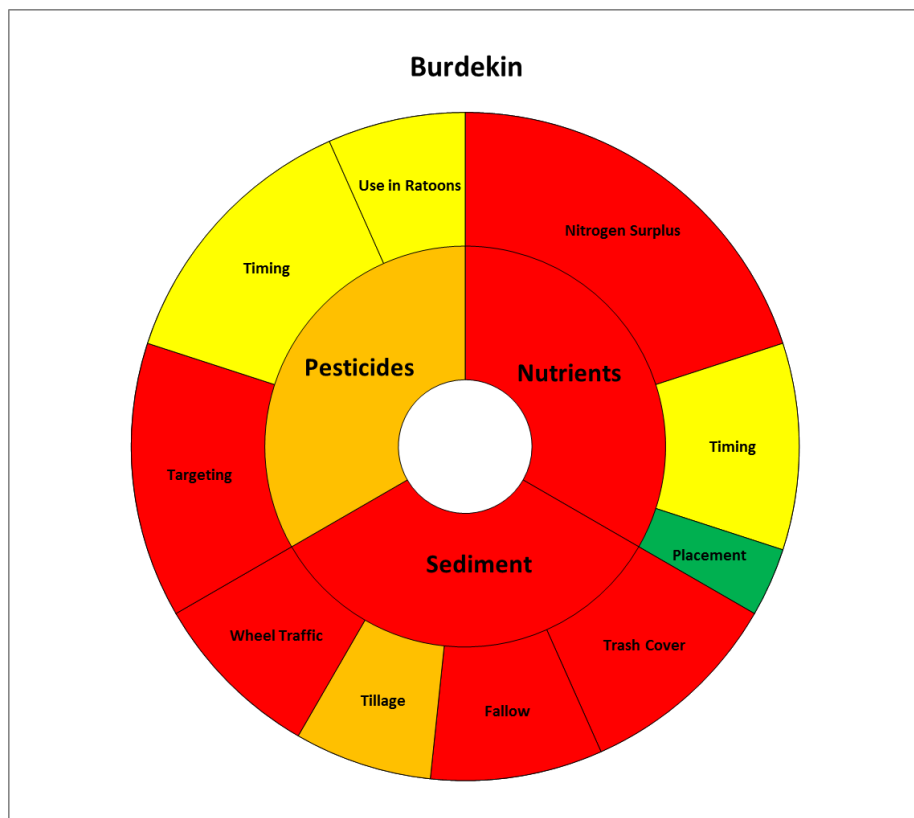 Burdekin
Use in Ratoons
Nitrogen Surplus
Timing
Pesticides
Nutrients
Timing
Targeting
Placement
Sediment
Wheel Traffic
Trash Cover
Tillage
Fallow